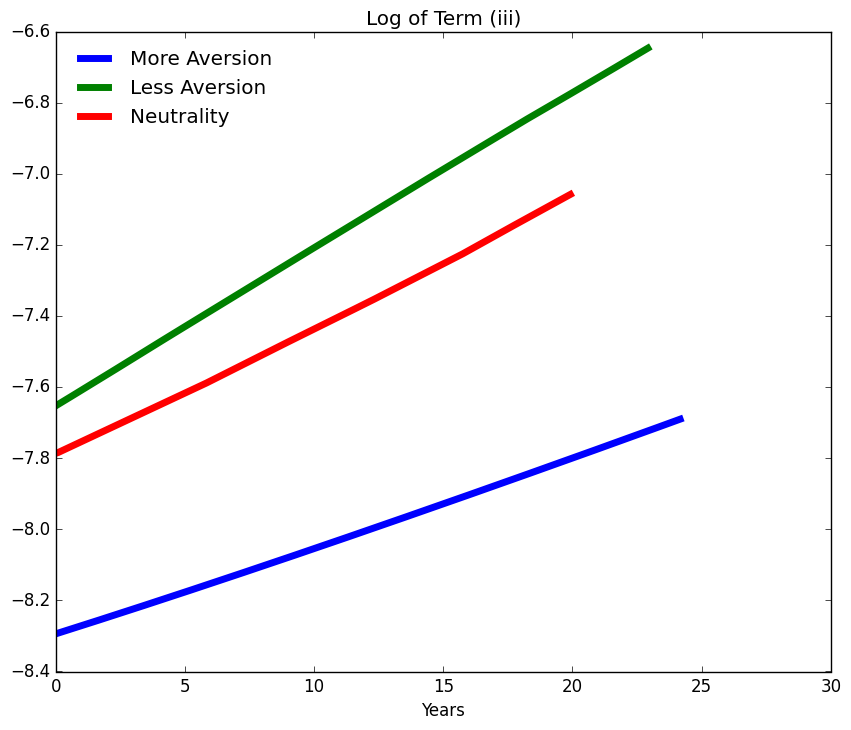 Log of Term (iii)
−6.6
−6.8
−7.0
−7.2
−7.4
−7.6
−7.8
−8.0
−8.2
−8.4
More Aversion
Less Aversion
Neutrality
0 5 10 15 20 25 30
Years